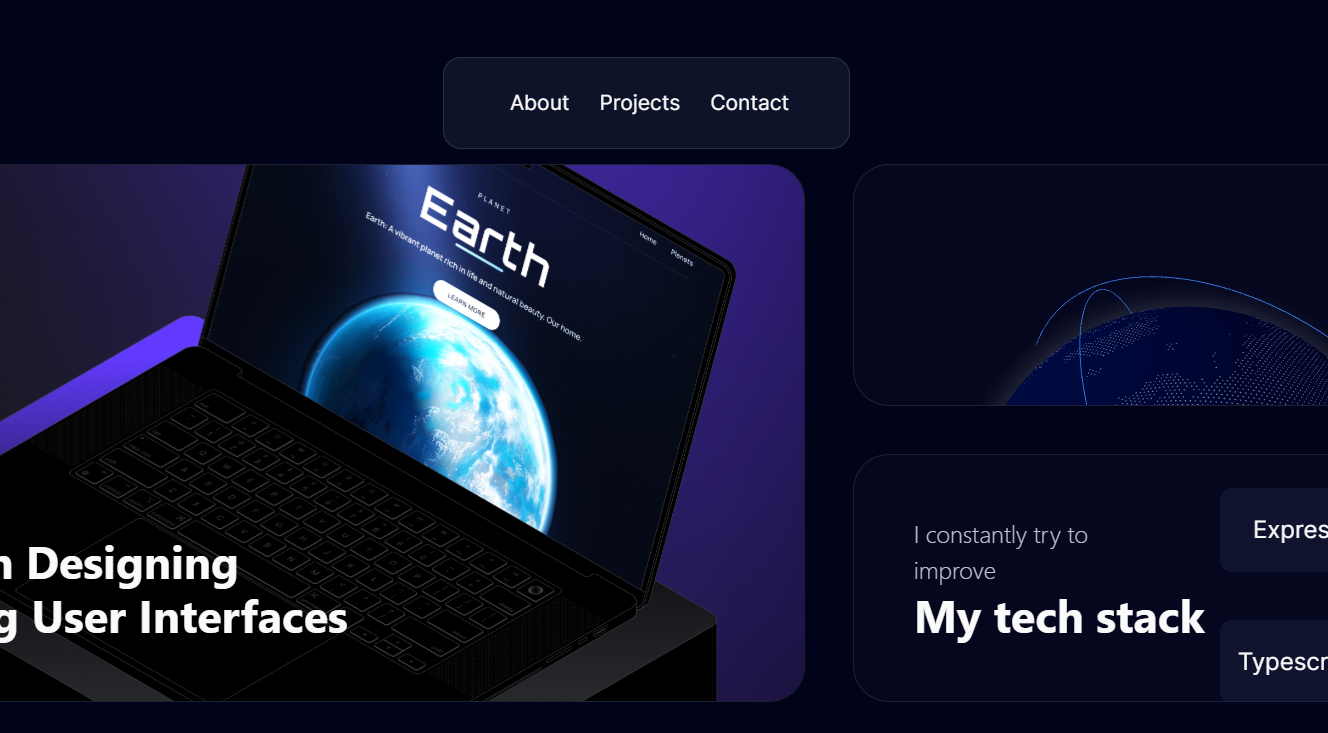 About Projects Contact
PLANET
Earth
Home Planets
Earth: A vibrant planet rich in life and natural beauty. Our home.
LEARN MORE
n Designing
g User Interfaces
I constantly try to
improve
My tech stack
Expres
Typescr